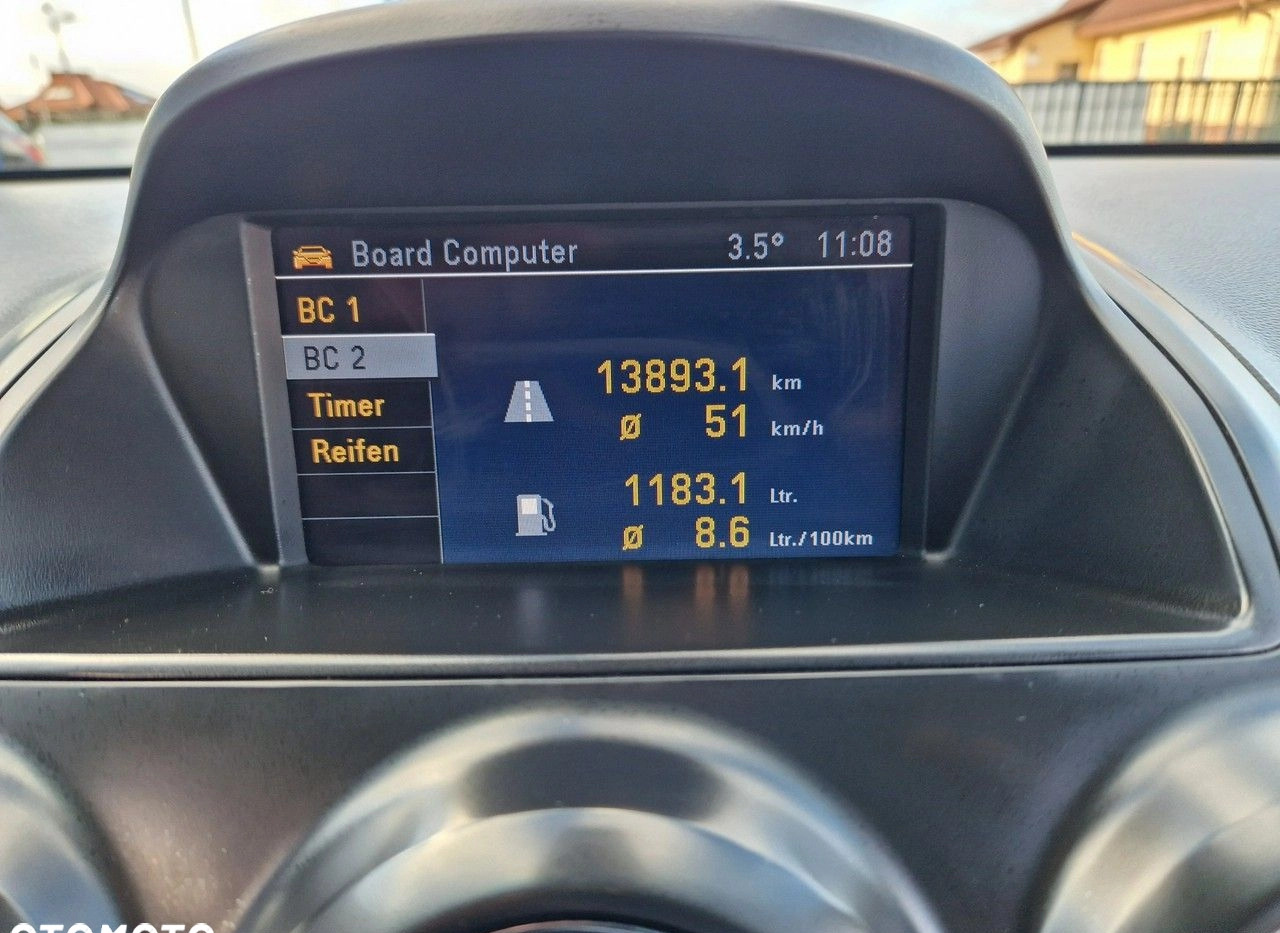 Board Computer 3.5° 11:08
BC 1
BC 2
Timer
Reifen
13893.1 km
Ø 51 km/h
1183.1 Ltr.
Ø 8.6 Ltr./100km
OTOMOTO